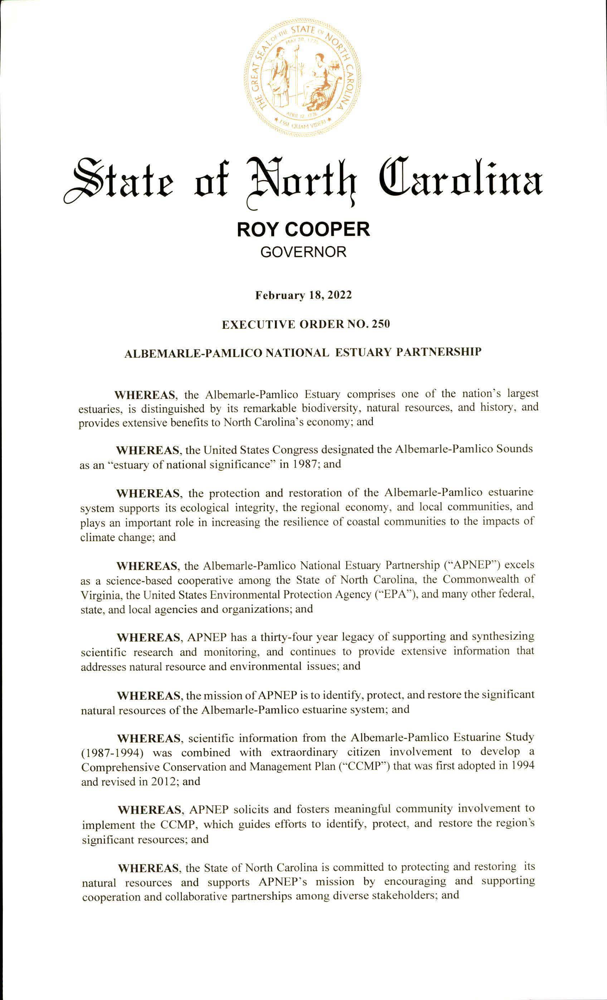 THE GREAT SEAL OF THE STATE OF NORTH CAROLINA
MAY 20, 1775
APRIL 12, 1776
★ ESSE QUAM VIDERI ★
State of North Carolina
ROY COOPER
GOVERNOR
February 18, 2022
EXECUTIVE ORDER NO. 250
ALBEMARLE-PAMLICO NATIONAL ESTUARY PARTNERSHIP
WHEREAS, the Albemarle-Pamlico Estuary comprises one of the nation's largest
estuaries, is distinguished by its remarkable biodiversity, natural resources, and history, and
provides extensive benefits to North Carolina's economy; and
WHEREAS, the United States Congress designated the Albemarle-Pamlico Sounds
as an “estuary of national significance” in 1987; and
WHEREAS, the protection and restoration of the Albemarle-Pamlico estuarine
system supports its ecological integrity, the regional economy, and local communities, and
plays an important role in increasing the resilience of coastal communities to the impacts of
climate change; and
WHEREAS, the Albemarle-Pamlico National Estuary Partnership (“APNEP”) excels
as a science-based cooperative among the State of North Carolina, the Commonwealth of
Virginia, the United States Environmental Protection Agency (“EPA”), and many other federal,
state, and local agencies and organizations; and
WHEREAS, APNEP has a thirty-four year legacy of supporting and synthesizing
scientific research and monitoring, and continues to provide extensive information that
addresses natural resource and environmental issues; and
WHEREAS, the mission of APNEP is to identify, protect, and restore the significant
natural resources of the Albemarle-Pamlico estuarine system; and
WHEREAS, scientific information from the Albemarle-Pamlico Estuarine Study
(1987-1994) was combined with extraordinary citizen involvement to develop a
Comprehensive Conservation and Management Plan (“CCMP”) that was first adopted in 1994
and revised in 2012; and
WHEREAS, APNEP solicits and fosters meaningful community involvement to
implement the CCMP, which guides efforts to identify, protect, and restore the region's
significant resources; and
WHEREAS, the State of North Carolina is committed to protecting and restoring its
natural resources and supports APNEP's mission by encouraging and supporting
cooperation and collaborative partnerships among diverse stakeholders; and